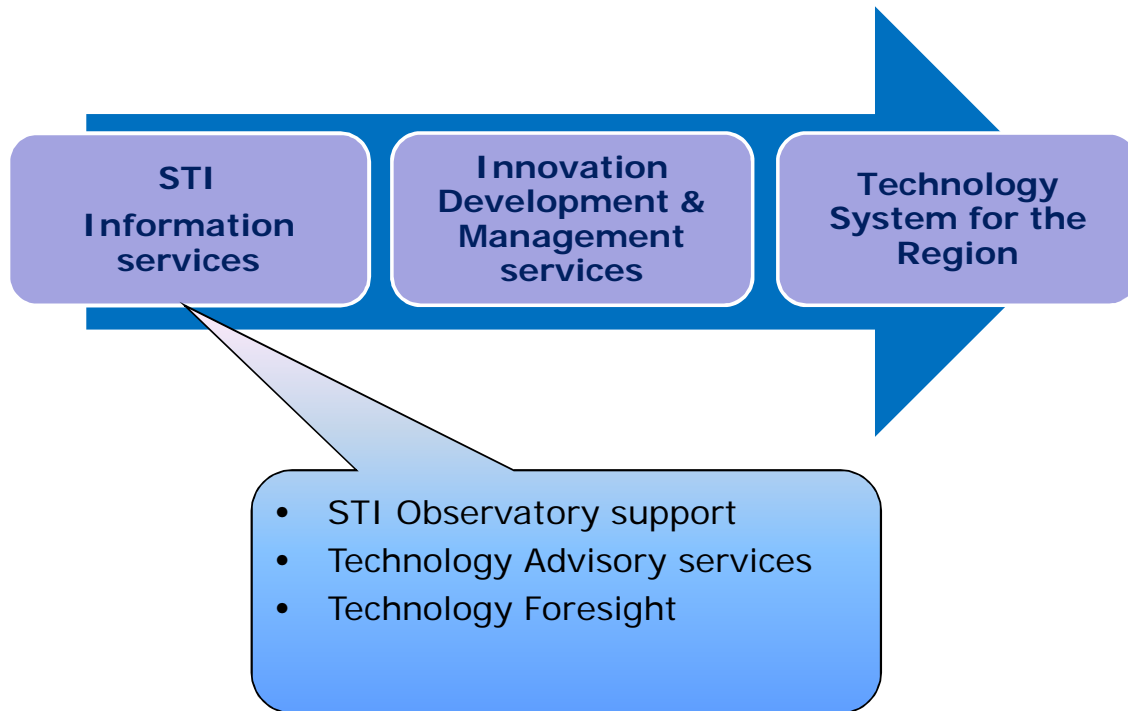 STI
Information
services
Innovation
Development &
Management
services
Technology
System for the
Region
• STI Observatory support
• Technology Advisory services
• Technology Foresight